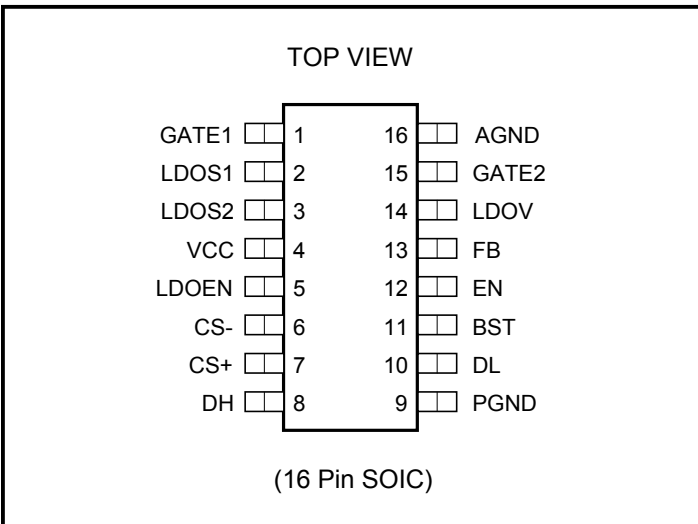 TOP VIEW
GATE1 1 16 AGND
LDOS1 2 15 GATE2
LDOS2 3 14 LDOV
VCC 4 13 FB
LDOEN 5 12 EN
CS- 6 11 BST
CS+ 7 10 DL
DH 8 9 PGND
(16 Pin SOIC)